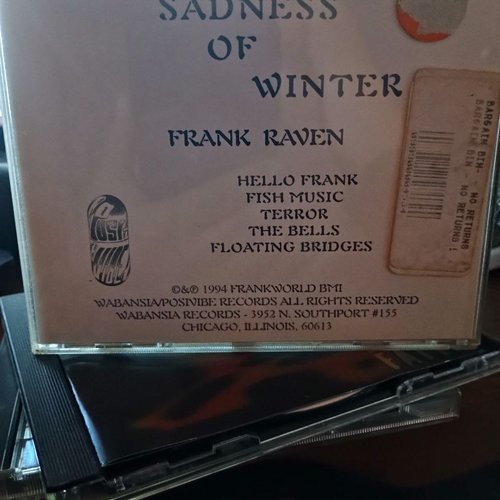 SADNESS
OF
WINTER
FRANK RAVEN
HELLO FRANK
FISH MUSIC
TERROR
THE BELLS
FLOATING BRIDGES
©&℗ 1994 FRANKWORLD BMI
WABANSIA/POSIVIBE RECORDS ALL RIGHTS RESERVED
WABANSIA RECORDS - 3952 N. SOUTHPORT #155
CHICAGO, ILLINOIS, 60613
BARGAIN BIN- NO RETURNS
BARGAIN BIN - NO RETURNS !